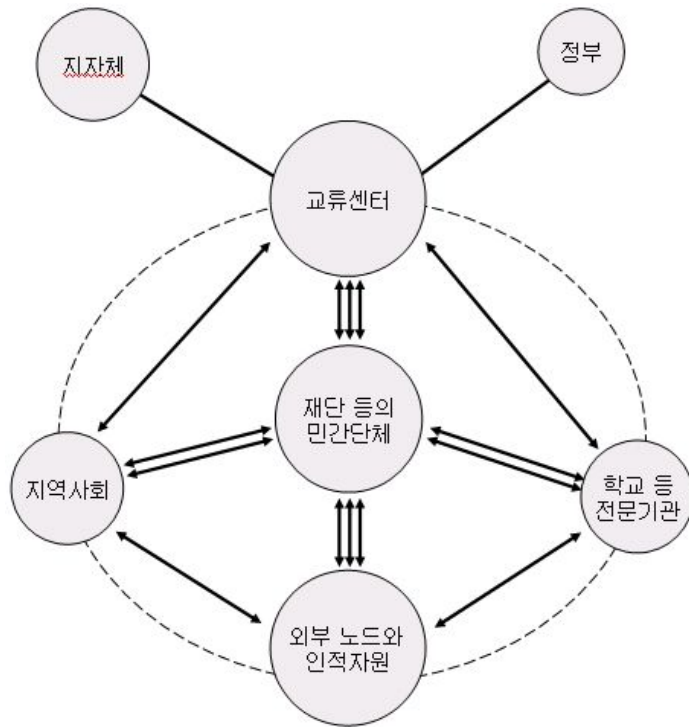 지자체
정부
교류센터
재단 등의
민간단체
지역사회
학교 등
전문기관
외부 노드와
인적자원